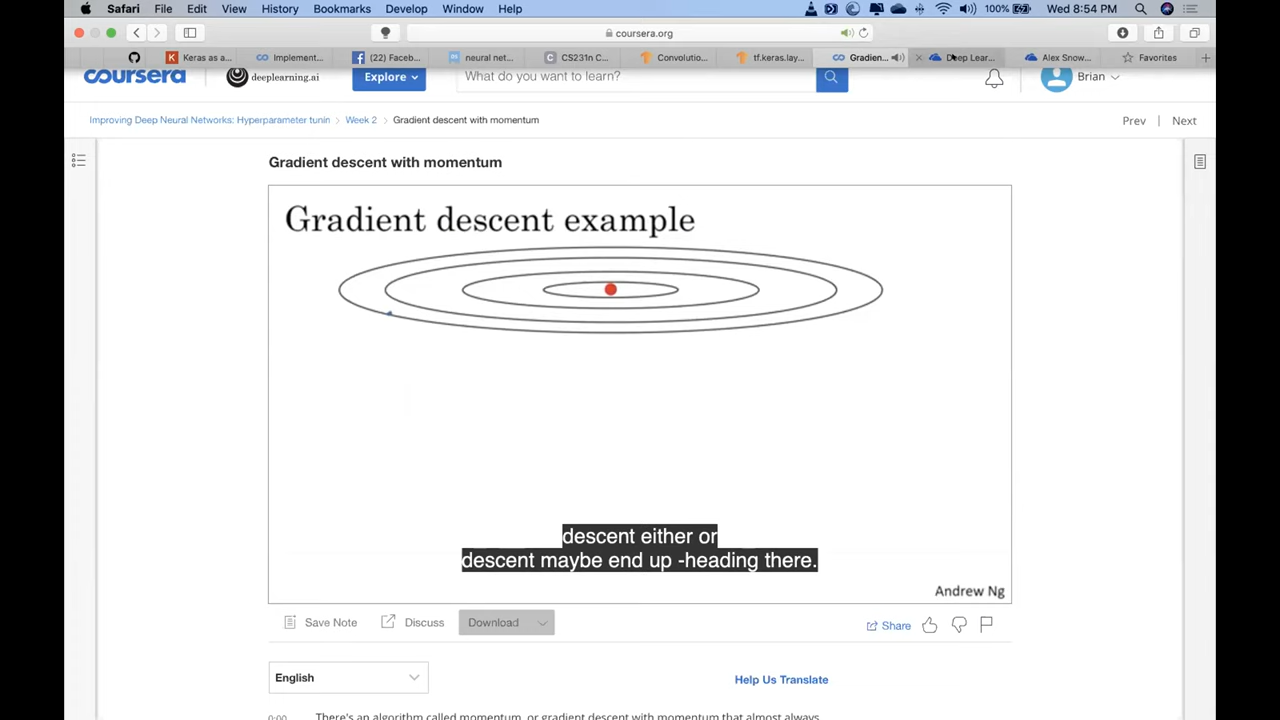 Safari File Edit View History Bookmarks Develop Window Help 100% Wed 8:54 PM
coursera.org
Keras as a... Implement... (22) Faceb... neural net... CS231n C... Convolutio... tf.keras.lay... Gradien... Deep Lear... Alex Snow... Favorites
coursera deeplearning.ai Explore What do you want to learn? Brian
Improving Deep Neural Networks: Hyperparameter tunin > Week 2 > Gradient descent with momentum Prev | Next
Gradient descent with momentum
Gradient descent example
descent either or
descent maybe end up -heading there.
Andrew Ng
Save Note Discuss Download Share
English Help Us Translate
0:00 There's an algorithm called momentum, or gradient descent with momentum that almost always